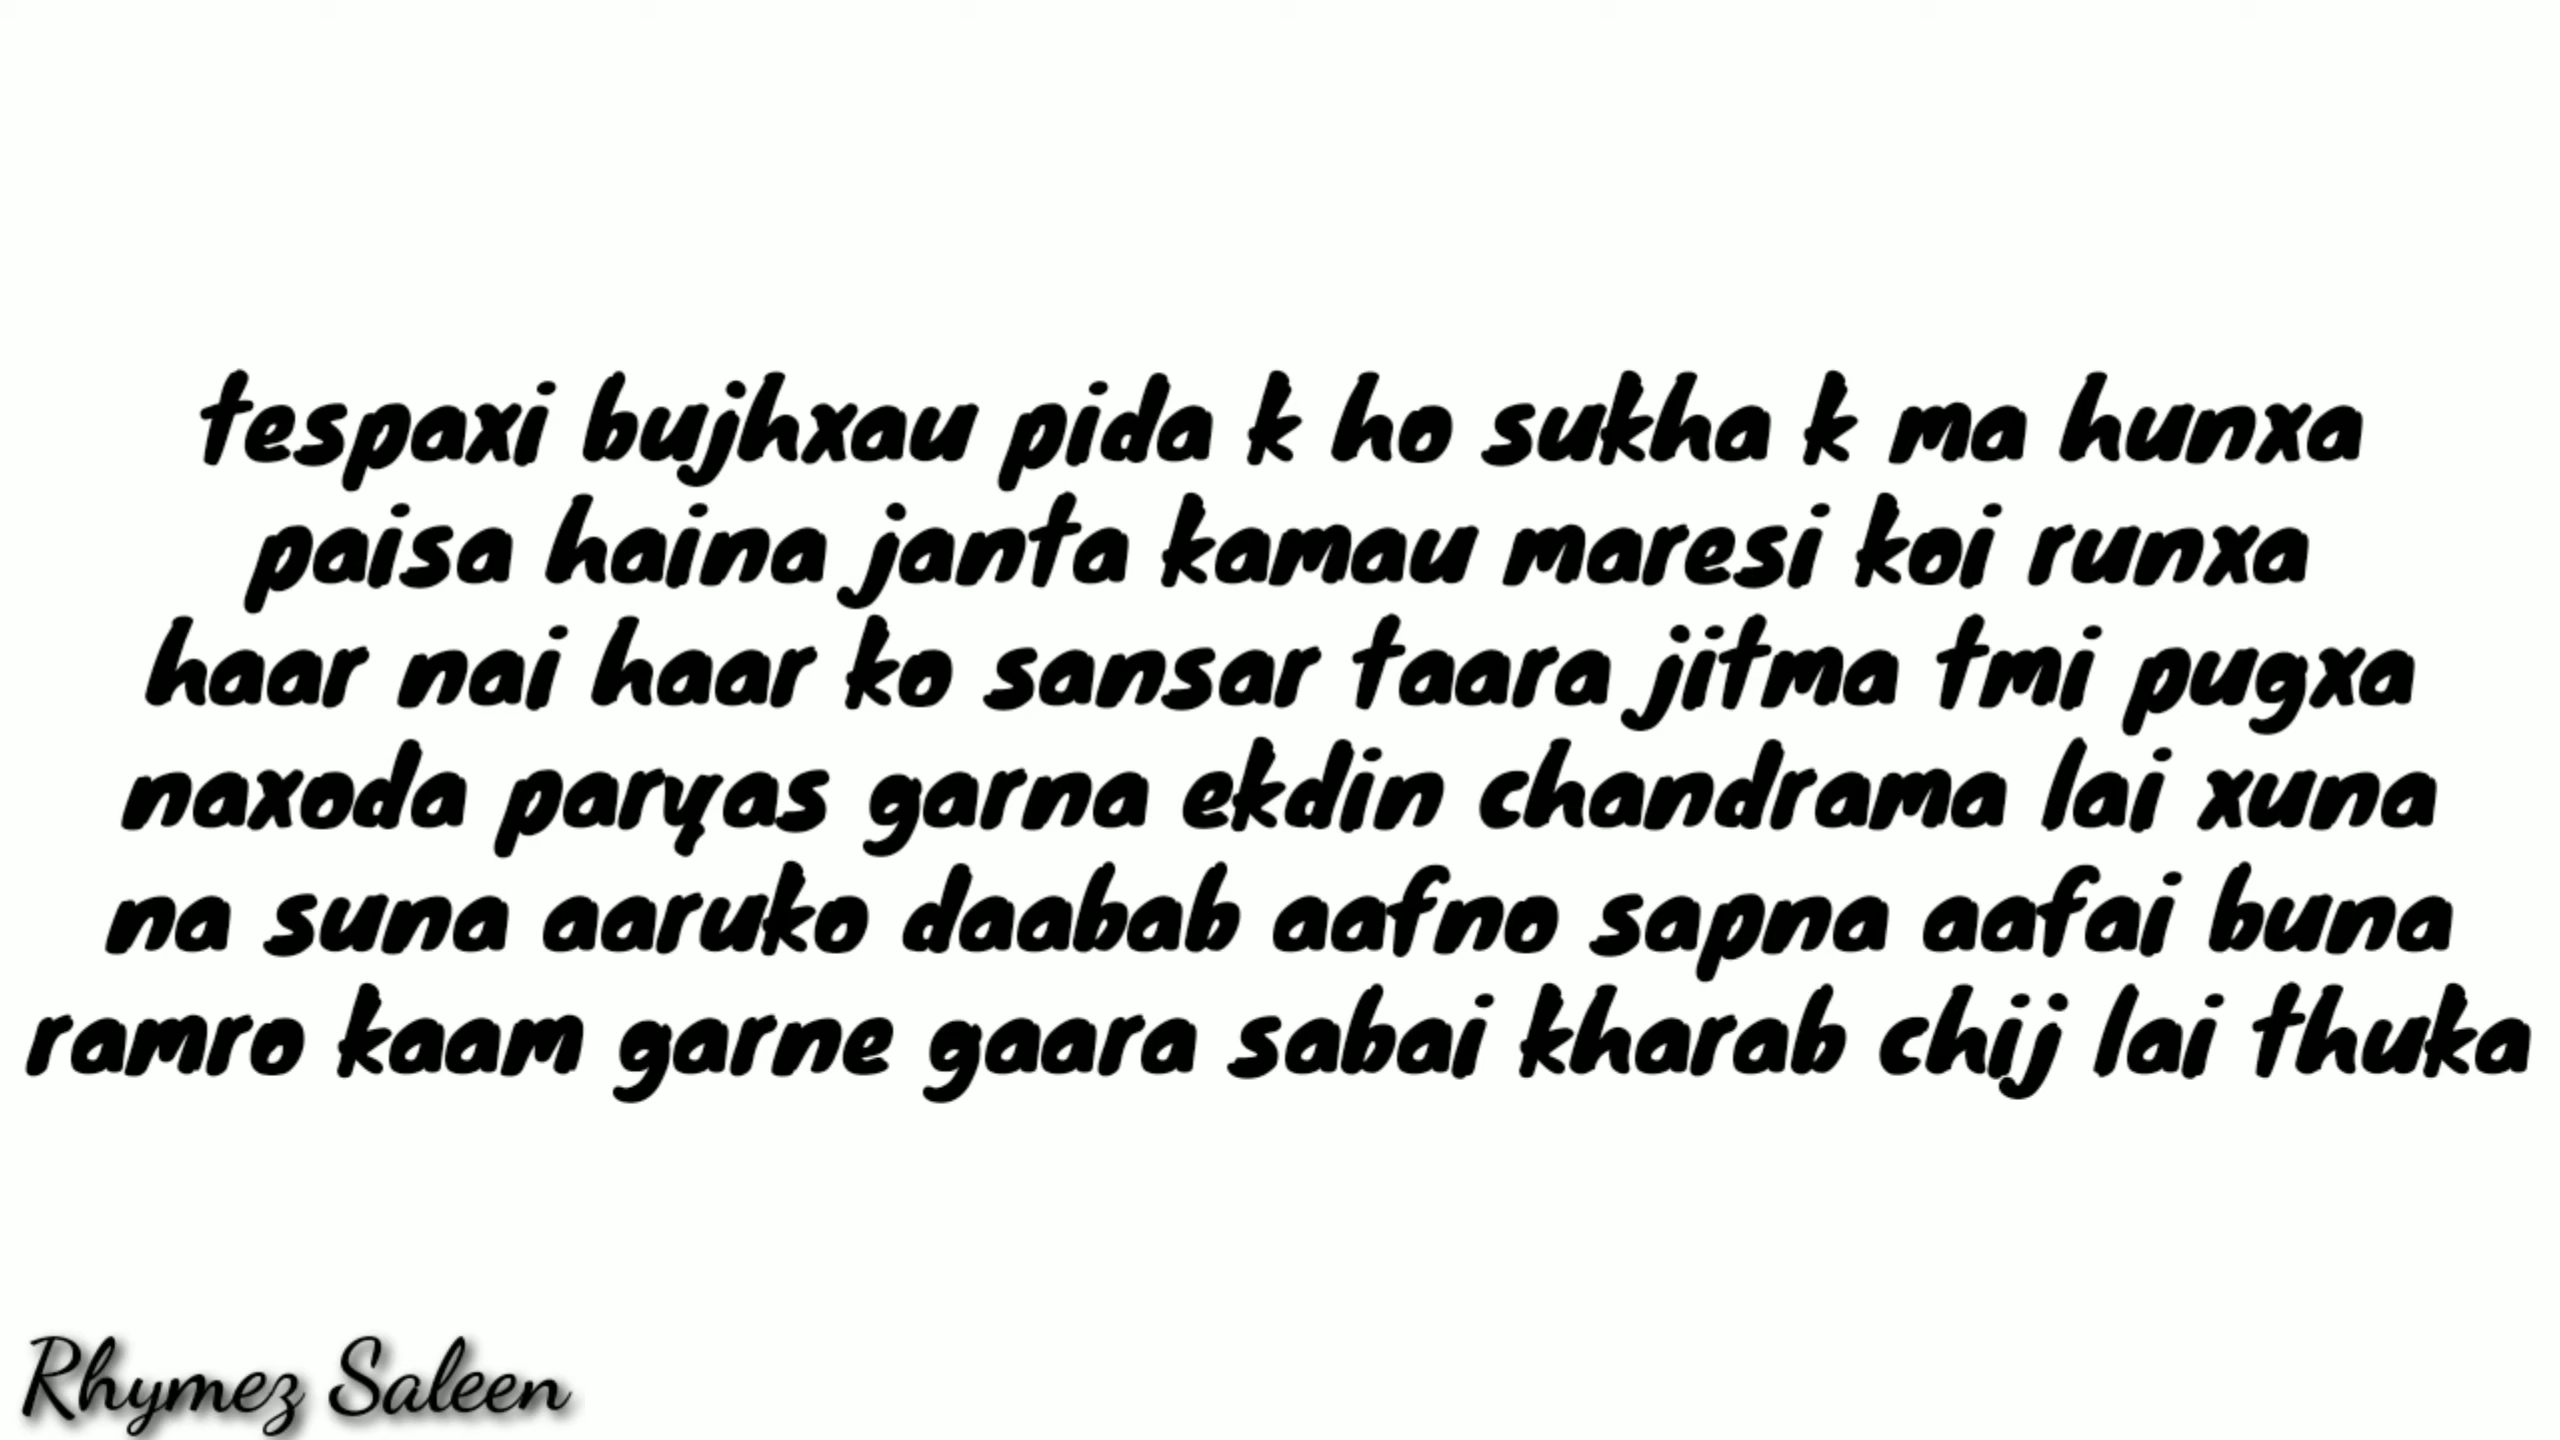 tespaxi bujhxau pida k ho sukha k ma hunxa
paisa haina janta kamau maresi koi runxa
haar nai haar ko sansar taara jitma tmi pugxa
naxoda paryas garna ekdin chandrama lai xuna
na suna aaruko daabab aafno sapna aafai buna
ramro kaam garne gaara sabai kharab chij lai thuka
Rhymez Saleen